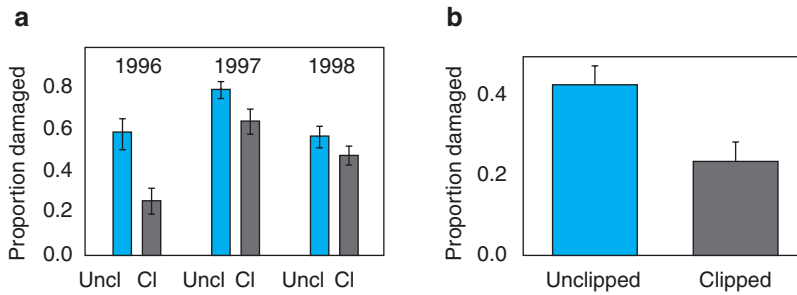 a
1996 1997 1998
Proportion damaged
0.8
0.6
0.4
0.2
0.0
Uncl Cl Uncl Cl Uncl Cl
b
Proportion damaged
0.4
0.2
0.0
Unclipped Clipped